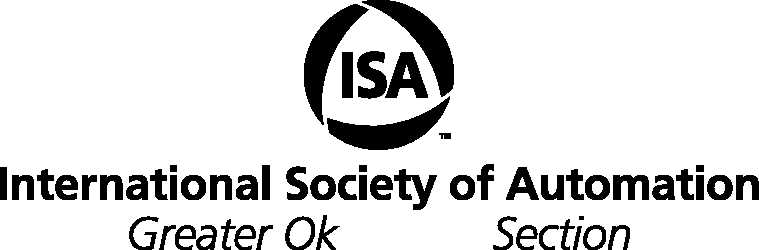 ISA
TM
International Society of Automation
Greater Ok Section